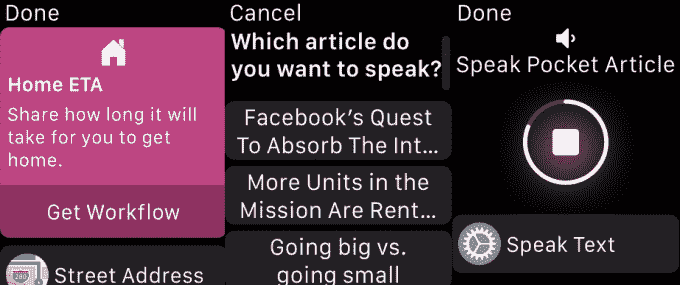 Done
Home ETA
Share how long it will
take for you to get
home.
Get Workflow
Street Address
Cancel
Which article do
you want to speak?
Facebook's Quest
To Absorb The Int...
More Units in the
Mission Are Rent...
Going big vs.
going small
Done
Speak Pocket Article
Speak Text